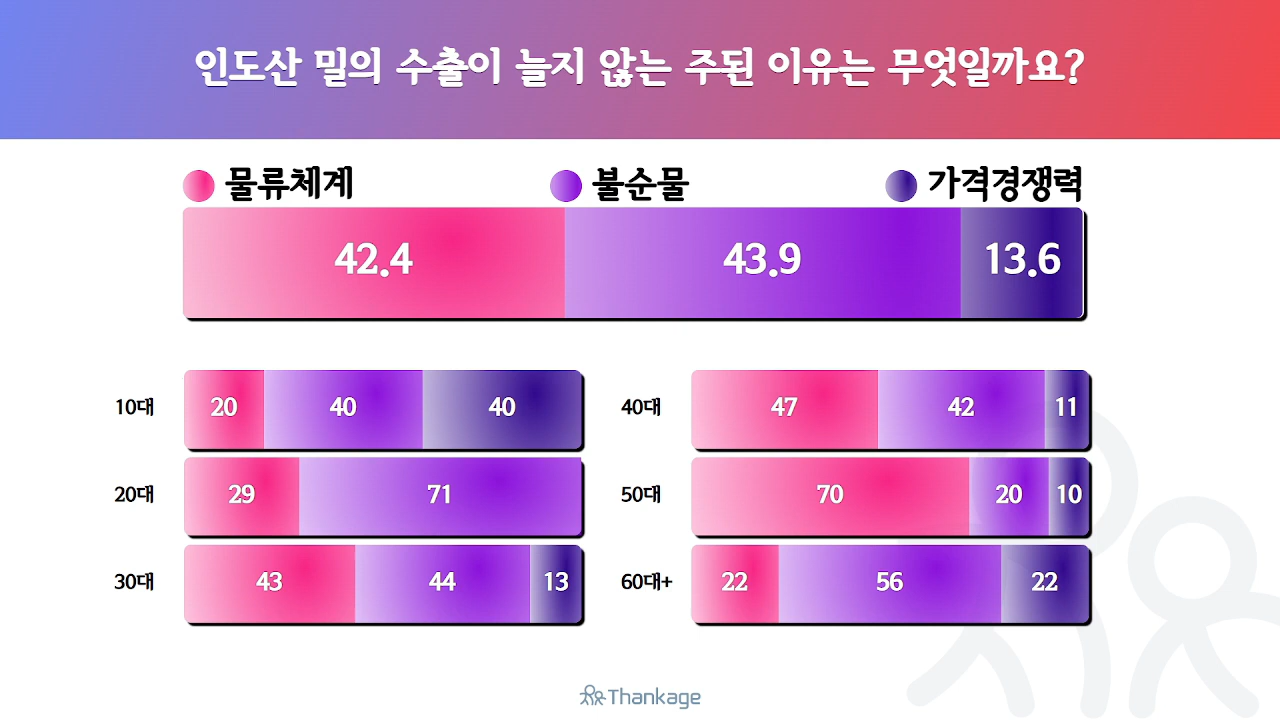 인도산 밀의 수출이 늘지 않는 주된 이유는 무엇일까요?
물류체계 불순물 가격경쟁력
42.4 43.9 13.6
10대 20 40 40
20대 29 71
30대 43 44 13
40대 47 42 11
50대 70 20 10
60대+ 22 56 22
Thankage